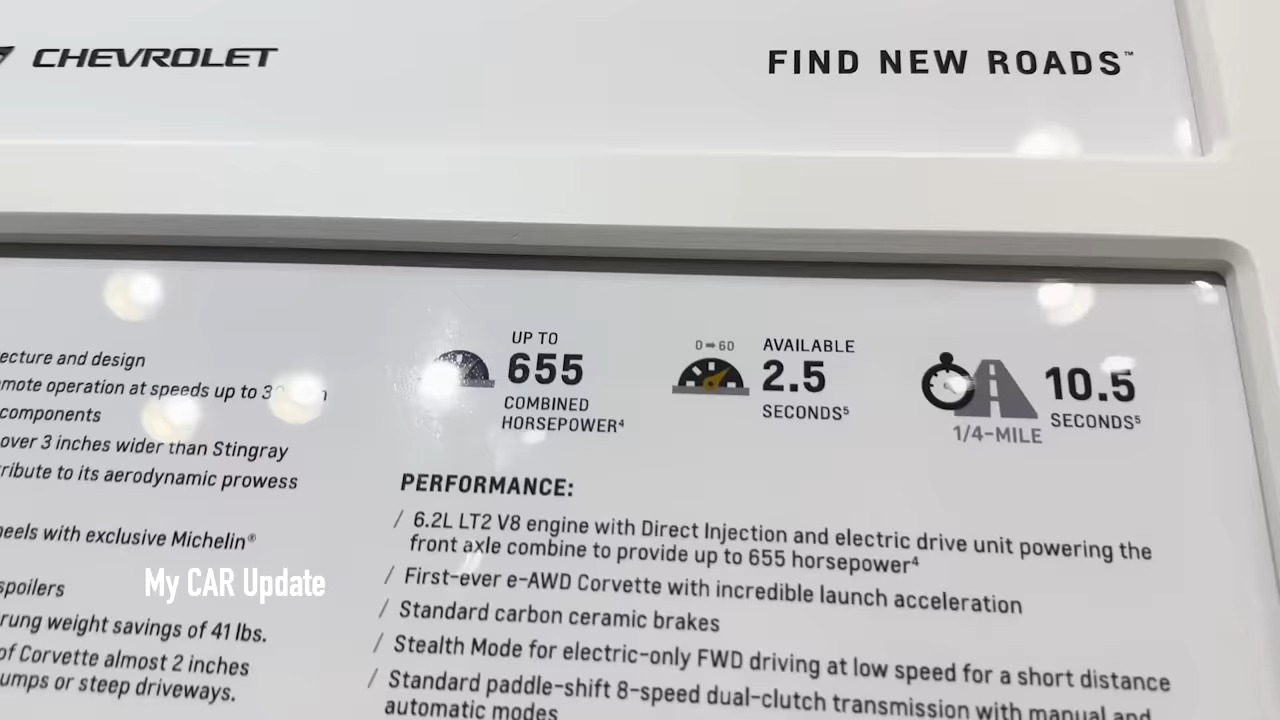 CHEVROLET
FIND NEW ROADS™
ecture and design
mote operation at speeds up to
components
over 3 inches wider than Stingray
tribute to its aerodynamic prowess
heels with exclusive Michelin®
spoilers
rung weight savings of 41 lbs.
of Corvette almost 2 inches
umps or steep driveways.
UP TO
655
COMBINED
HORSEPOWER⁴
0➡60
AVAILABLE
2.5
SECONDS⁵
10.5
SECONDS⁵
1/4-MILE
PERFORMANCE:
/ 6.2L LT2 V8 engine with Direct Injection and electric drive unit powering the
front axle combine to provide up to 655 horsepower⁴
/ First-ever e-AWD Corvette with incredible launch acceleration
/ Standard carbon ceramic brakes
/ Stealth Mode for electric-only FWD driving at low speed for a short distance
/ Standard paddle-shift 8-speed dual-clutch transmission with manual and
automatic modes
My CAR Update